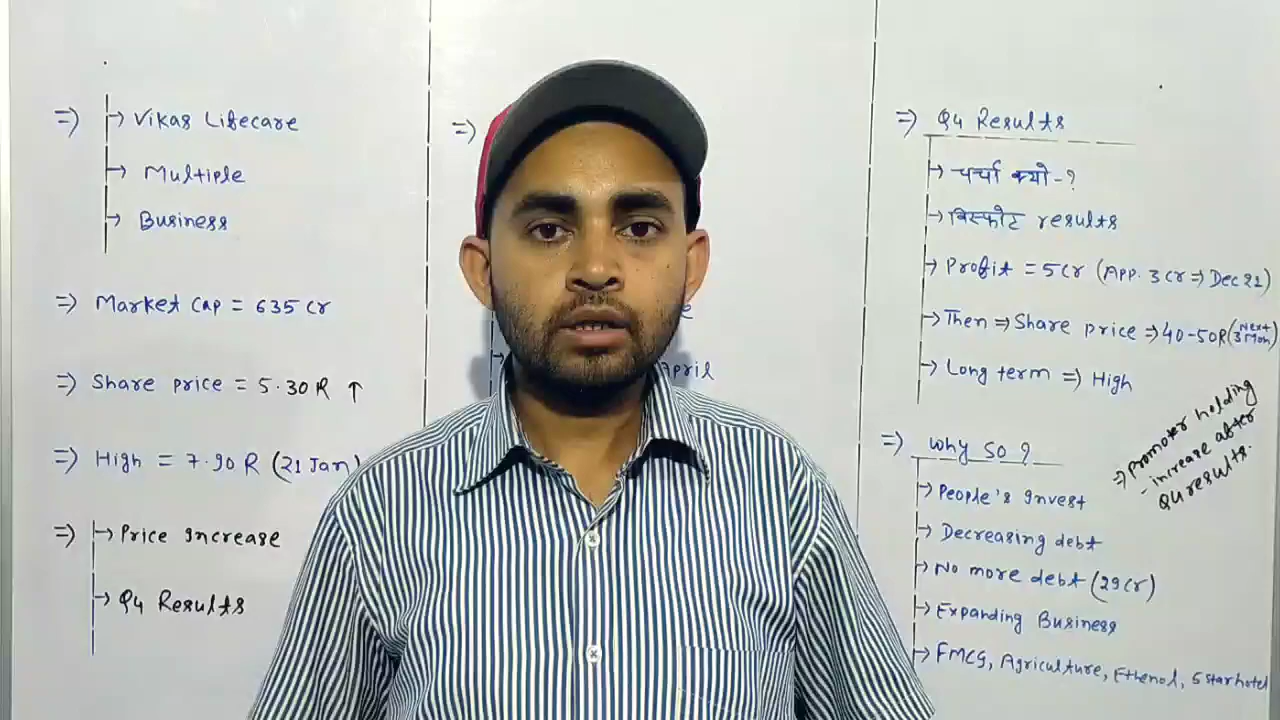 => → Vikas Lifecare
→ Multiple
→ Business
=> Market cap = 635 cr
=> Share price = 5.30 R ↑
=> High = 7.90 R (21 Jan)
=> → Price Increase
→ Q4 Results
=>
→
April
=> Q4 Results
→ चर्चा क्यो - ?
→ विस्फोट results
→ Profit = 5 cr (App. 3 cr => Dec 21)
→ Then => Share price => 40-50R (Next 3 Mon)
→ Long term => High
=> Promoter holding
- increase after
Q4 results.
=> Why so ?
→ People's Invest
→ Decreasing debt
→ No more debt (29 cr)
→ Expanding Business
→ FMCG, Agriculture, Ethenol, 5 star hotel